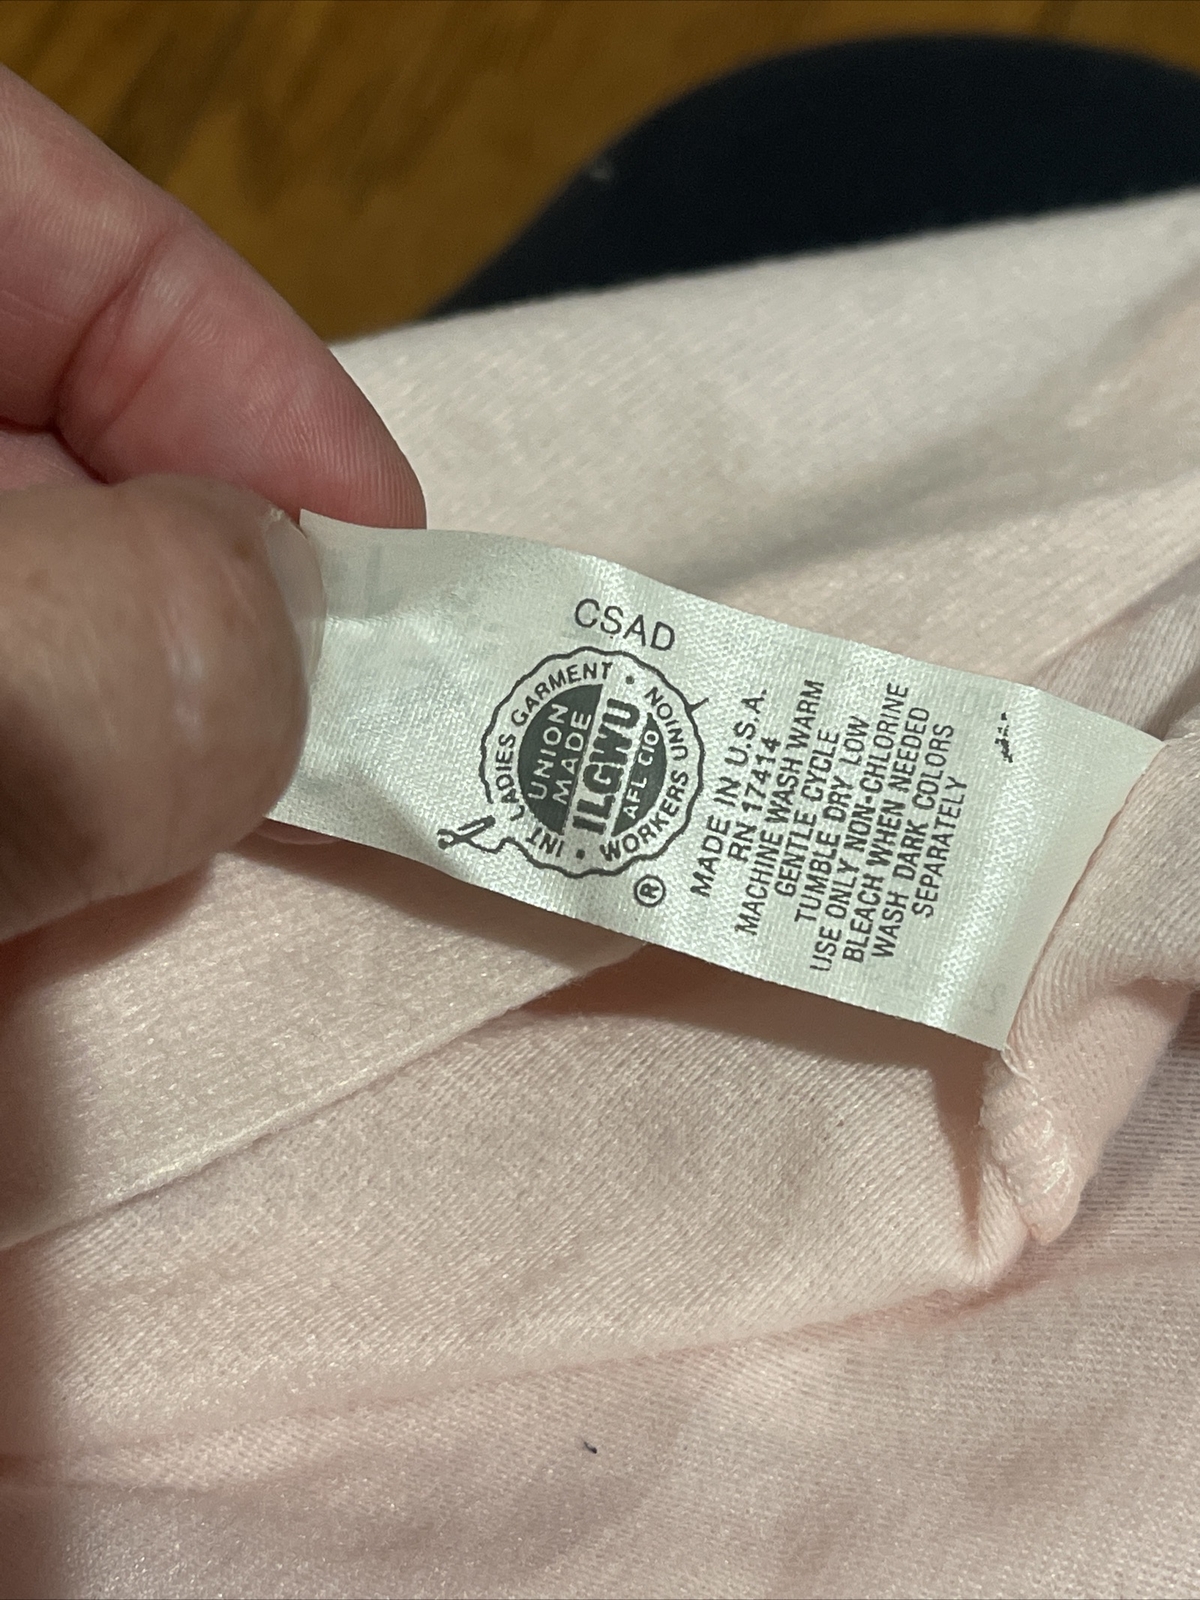 CSAD
INT LADIES GARMENT · WORKERS UNION ·
UNION
MADE
ILGWU
AFL CIO
®
MADE IN U.S.A.
RN 17414
MACHINE WASH WARM
GENTLE CYCLE
TUMBLE DRY LOW
USE ONLY NON-CHLORINE
BLEACH WHEN NEEDED
WASH DARK COLORS
SEPARATELY